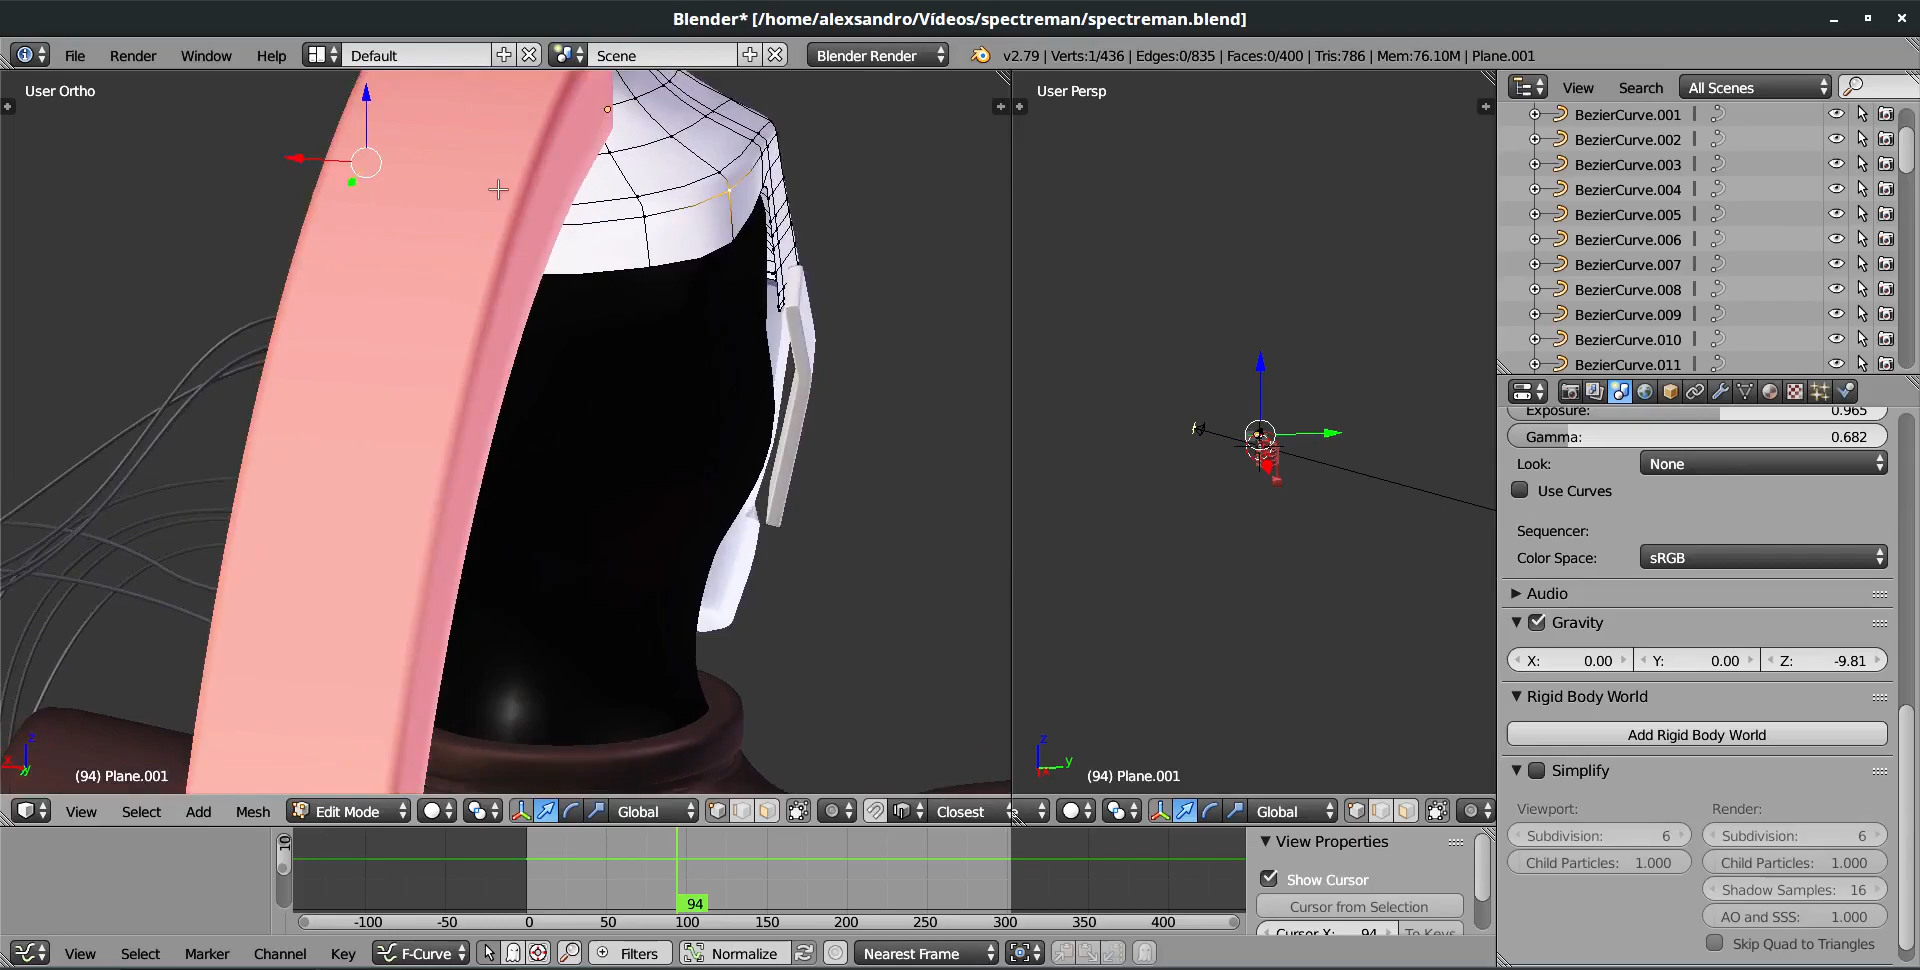 Blender* [/home/alexsandro/Vídeos/spectreman/spectreman.blend]
File Render Window Help Default Scene Blender Render v2.79 | Verts:1/436 | Edges:0/835 | Faces:0/400 | Tris:786 | Mem:76.10M | Plane.001
User Ortho
User Persp
View Search All Scenes
BezierCurve.001
BezierCurve.002
BezierCurve.003
BezierCurve.004
BezierCurve.005
BezierCurve.006
BezierCurve.007
BezierCurve.008
BezierCurve.009
BezierCurve.010
BezierCurve.011
Exposure: 0.965
Gamma: 0.682
Look: None
Use Curves
Sequencer:
Color Space: sRGB
Audio
Gravity
X: 0.00 Y: 0.00 Z: -9.81
Rigid Body World
Add Rigid Body World
Simplify
Viewport: Render:
Subdivision: 6 Subdivision: 6
Child Particles: 1.000 Child Particles: 1.000
Shadow Samples: 16
AO and SSS: 1.000
Skip Quad to Triangles
z
x
y
(94) Plane.001
z
y
x
(94) Plane.001
View Select Add Mesh Edit Mode Global Closest
Global
10
94
-100 -50 0 50 100 150 200 250 300 350 400
View Properties
Show Cursor
Cursor from Selection
Cursor X: 94 To Keys
View Select Marker Channel Key F-Curve Filters Normalize Nearest Frame